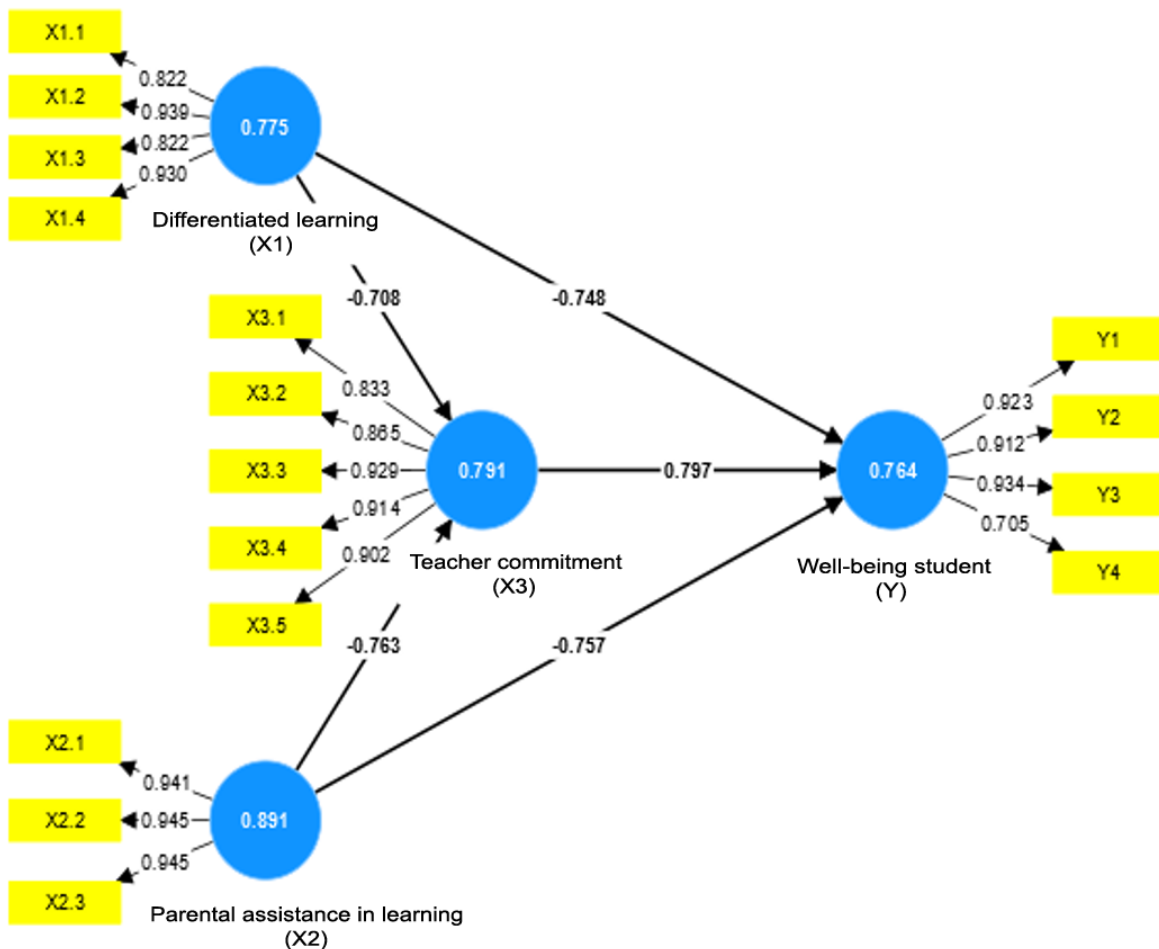 X1.1
0.822
X1.2
0.939
0.775
0.822
X1.3
0.930
X1.4
Differentiated learning
(X1)
-0.708
-0.748
X3.1
Y1
0.833
X3.2
0.923
Y2
0.865
0.912
X3.3
0.929
0.791
0.797
0.764
0.934
Y3
0.914
0.705
X3.4
0.902
Teacher commitment
(X3)
Well-being student
(Y)
Y4
X3.5
-0.763
-0.757
X2.1
0.941
X2.2
0.945
0.891
0.945
X2.3
Parental assistance in learning
(X2)